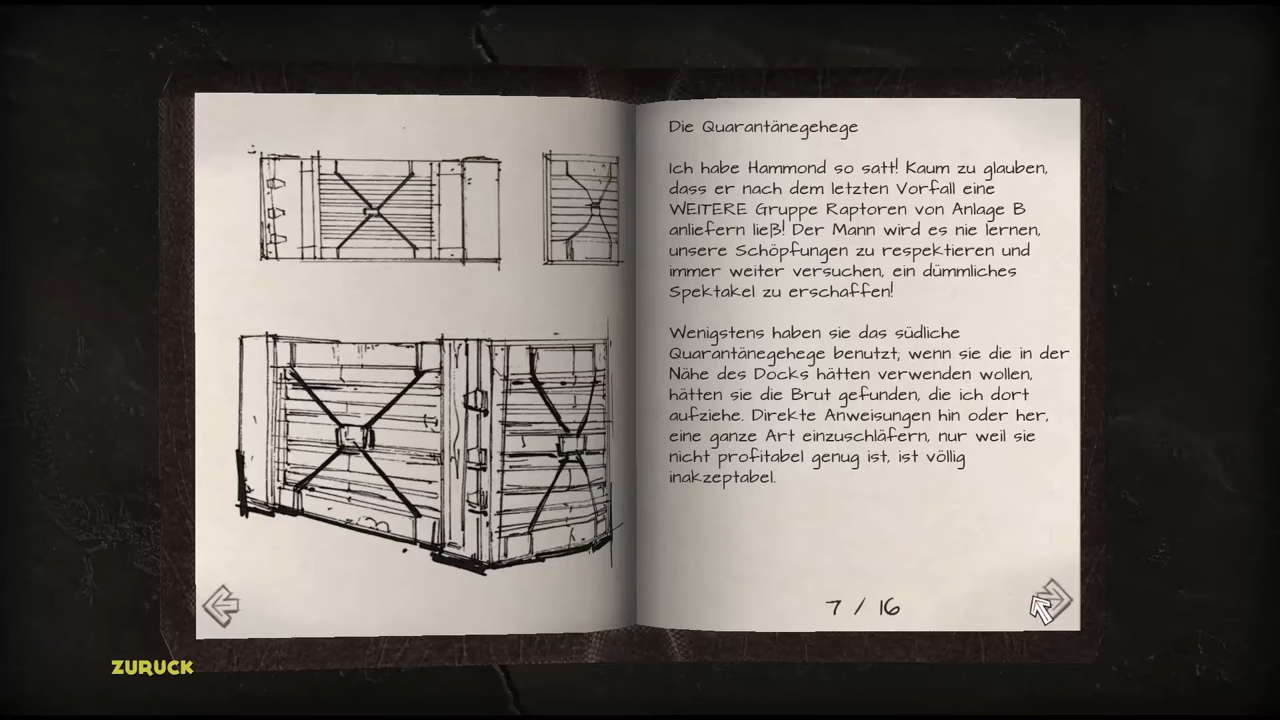 Die Quarantänegehege
Ich habe Hammond so satt! Kaum zu glauben,
dass er nach dem letzten Vorfall eine
WEITERE Gruppe Raptoren von Anlage B
anliefern ließ! Der Mann wird es nie lernen,
unsere Schöpfungen zu respektieren und
immer weiter versuchen, ein dümmliches
Spektakel zu erschaffen!
Wenigstens haben sie das südliche
Quarantänegehege benutzt; wenn sie die in der
Nähe des Docks hätten verwenden wollen,
hätten sie die Brut gefunden, die ich dort
aufziehe. Direkte Anweisungen hin oder her,
eine ganze Art einzuschläfern, nur weil sie
nicht profitabel genug ist, ist völlig
inakzeptabel.
7 / 16
ZURÜCK